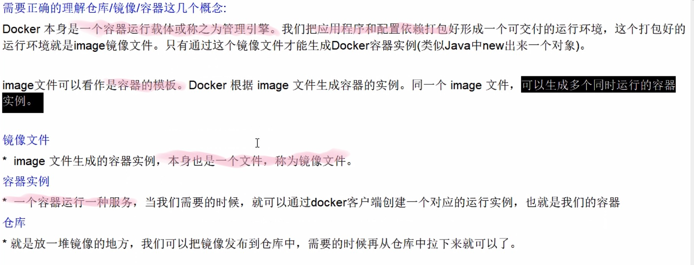 需要正确的理解仓库/镜像/容器这几个概念:
Docker 本身是一个容器运行载体或称之为管理引擎。我们把应用程序和配置依赖打包好形成一个可交付的运行环境，这个打包好的
运行环境就是image镜像文件。只有通过这个镜像文件才能生成Docker容器实例(类似Java中new出来一个对象)。
image文件可以看作是容器的模板。Docker 根据 image 文件生成容器的实例。同一个 image 文件，可以生成多个同时运行的容器
实例。
镜像文件
* image 文件生成的容器实例，本身也是一个文件，称为镜像文件。
容器实例
* 一个容器运行一种服务，当我们需要的时候，就可以通过docker客户端创建一个对应的运行实例，也就是我们的容器
仓库
* 就是放一堆镜像的地方，我们可以把镜像发布到仓库中，需要的时候再从仓库中拉下来就可以了。